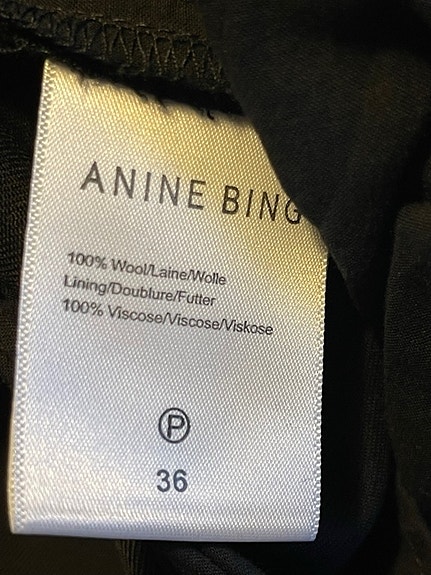 ANINE BING
100% Wool/Laine/Wolle
Lining/Doublure/Futter
100% Viscose/Viscose/Viskose
P
36